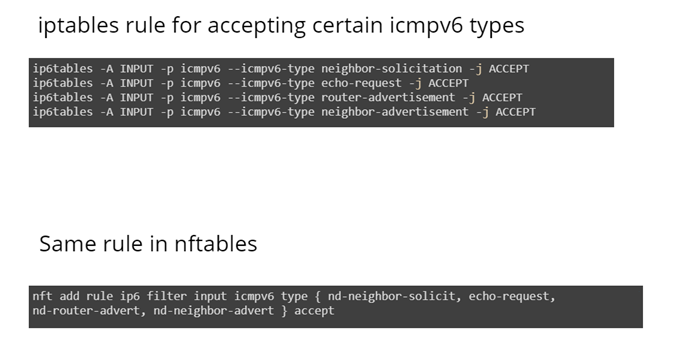 iptables rule for accepting certain icmpv6 types
ip6tables -A INPUT -p icmpv6 --icmpv6-type neighbor-solicitation -j ACCEPT
ip6tables -A INPUT -p icmpv6 --icmpv6-type echo-request -j ACCEPT
ip6tables -A INPUT -p icmpv6 --icmpv6-type router-advertisement -j ACCEPT
ip6tables -A INPUT -p icmpv6 --icmpv6-type neighbor-advertisement -j ACCEPT
Same rule in nftables
nft add rule ip6 filter input icmpv6 type { nd-neighbor-solicit, echo-request,
nd-router-advert, nd-neighbor-advert } accept